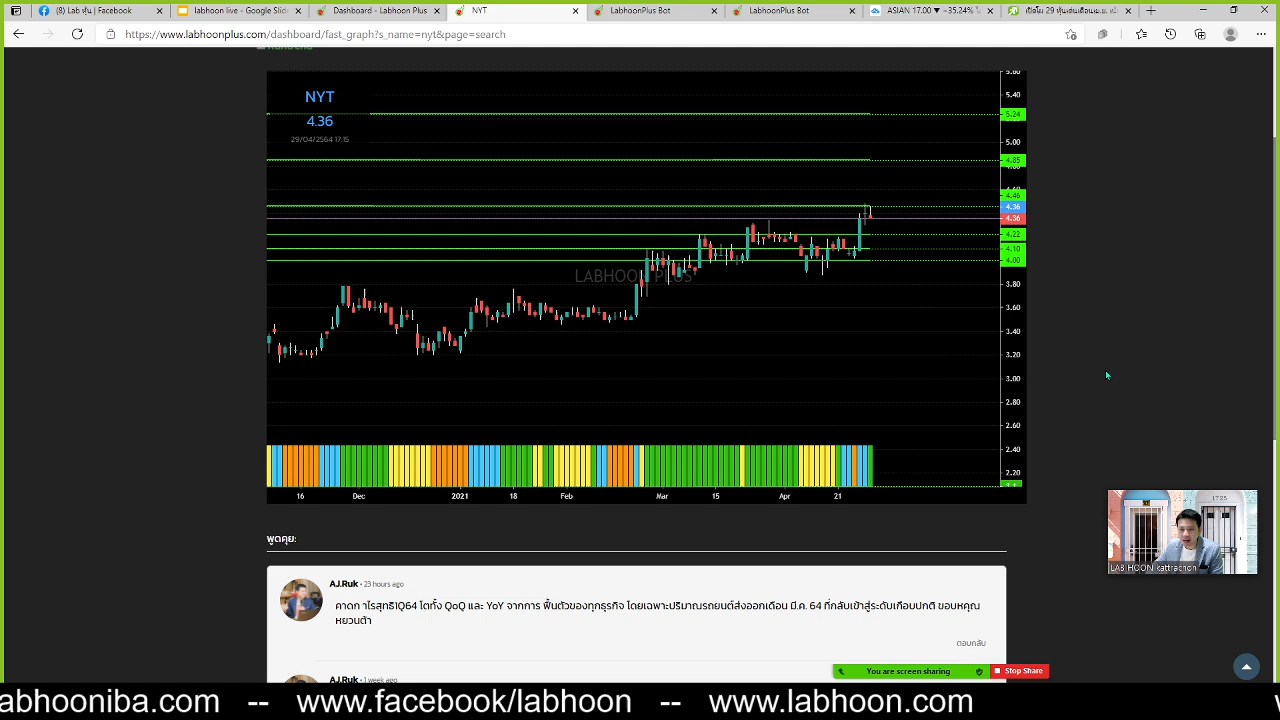 (8) Lab หุ้น | Facebook
labhoon live - Google Slide
Dashboard - Labhoon Plus
NYT
LabhoonPlus Bot
LabhoonPlus Bot
ASIAN 17.00 ▼ -35.24%
https://www.labhoonplus.com/dashboard/fast_graph?s_name=nyt&page=search
NYT
4.36
29/04/2564 17:15
5.60
5.40
5.24
5.00
4.85
4.46
4.36
4.36
4.22
4.10
4.00
3.80
3.60
3.40
3.20
3.00
2.80
2.60
2.40
2.20
LABHOON PLUS
16 Dec 2021 18 Feb Mar 15 Apr 21
พูดคุย:
AJ.Ruk • 23 hours ago
คาดก าไรสุทธิ1Q64 โตทั้ง QoQ และ YoY จากการ ฟื้นตัวของทุกธุรกิจ โดยเฉพาะปริมาณรถยนต์ส่งออกเดือน มี.ค. 64 ที่กลับเข้าสู่ระดับเกือบปกติ ขอบหคุณ
หยวนต้า
ตอบกลับ
AJ.Ruk • 1 week ago
You are screen sharing
Stop Share
1725
LAB HOON kattrachon
labhooniba.com -- www.facebook/labhoon -- www.labhoon.com